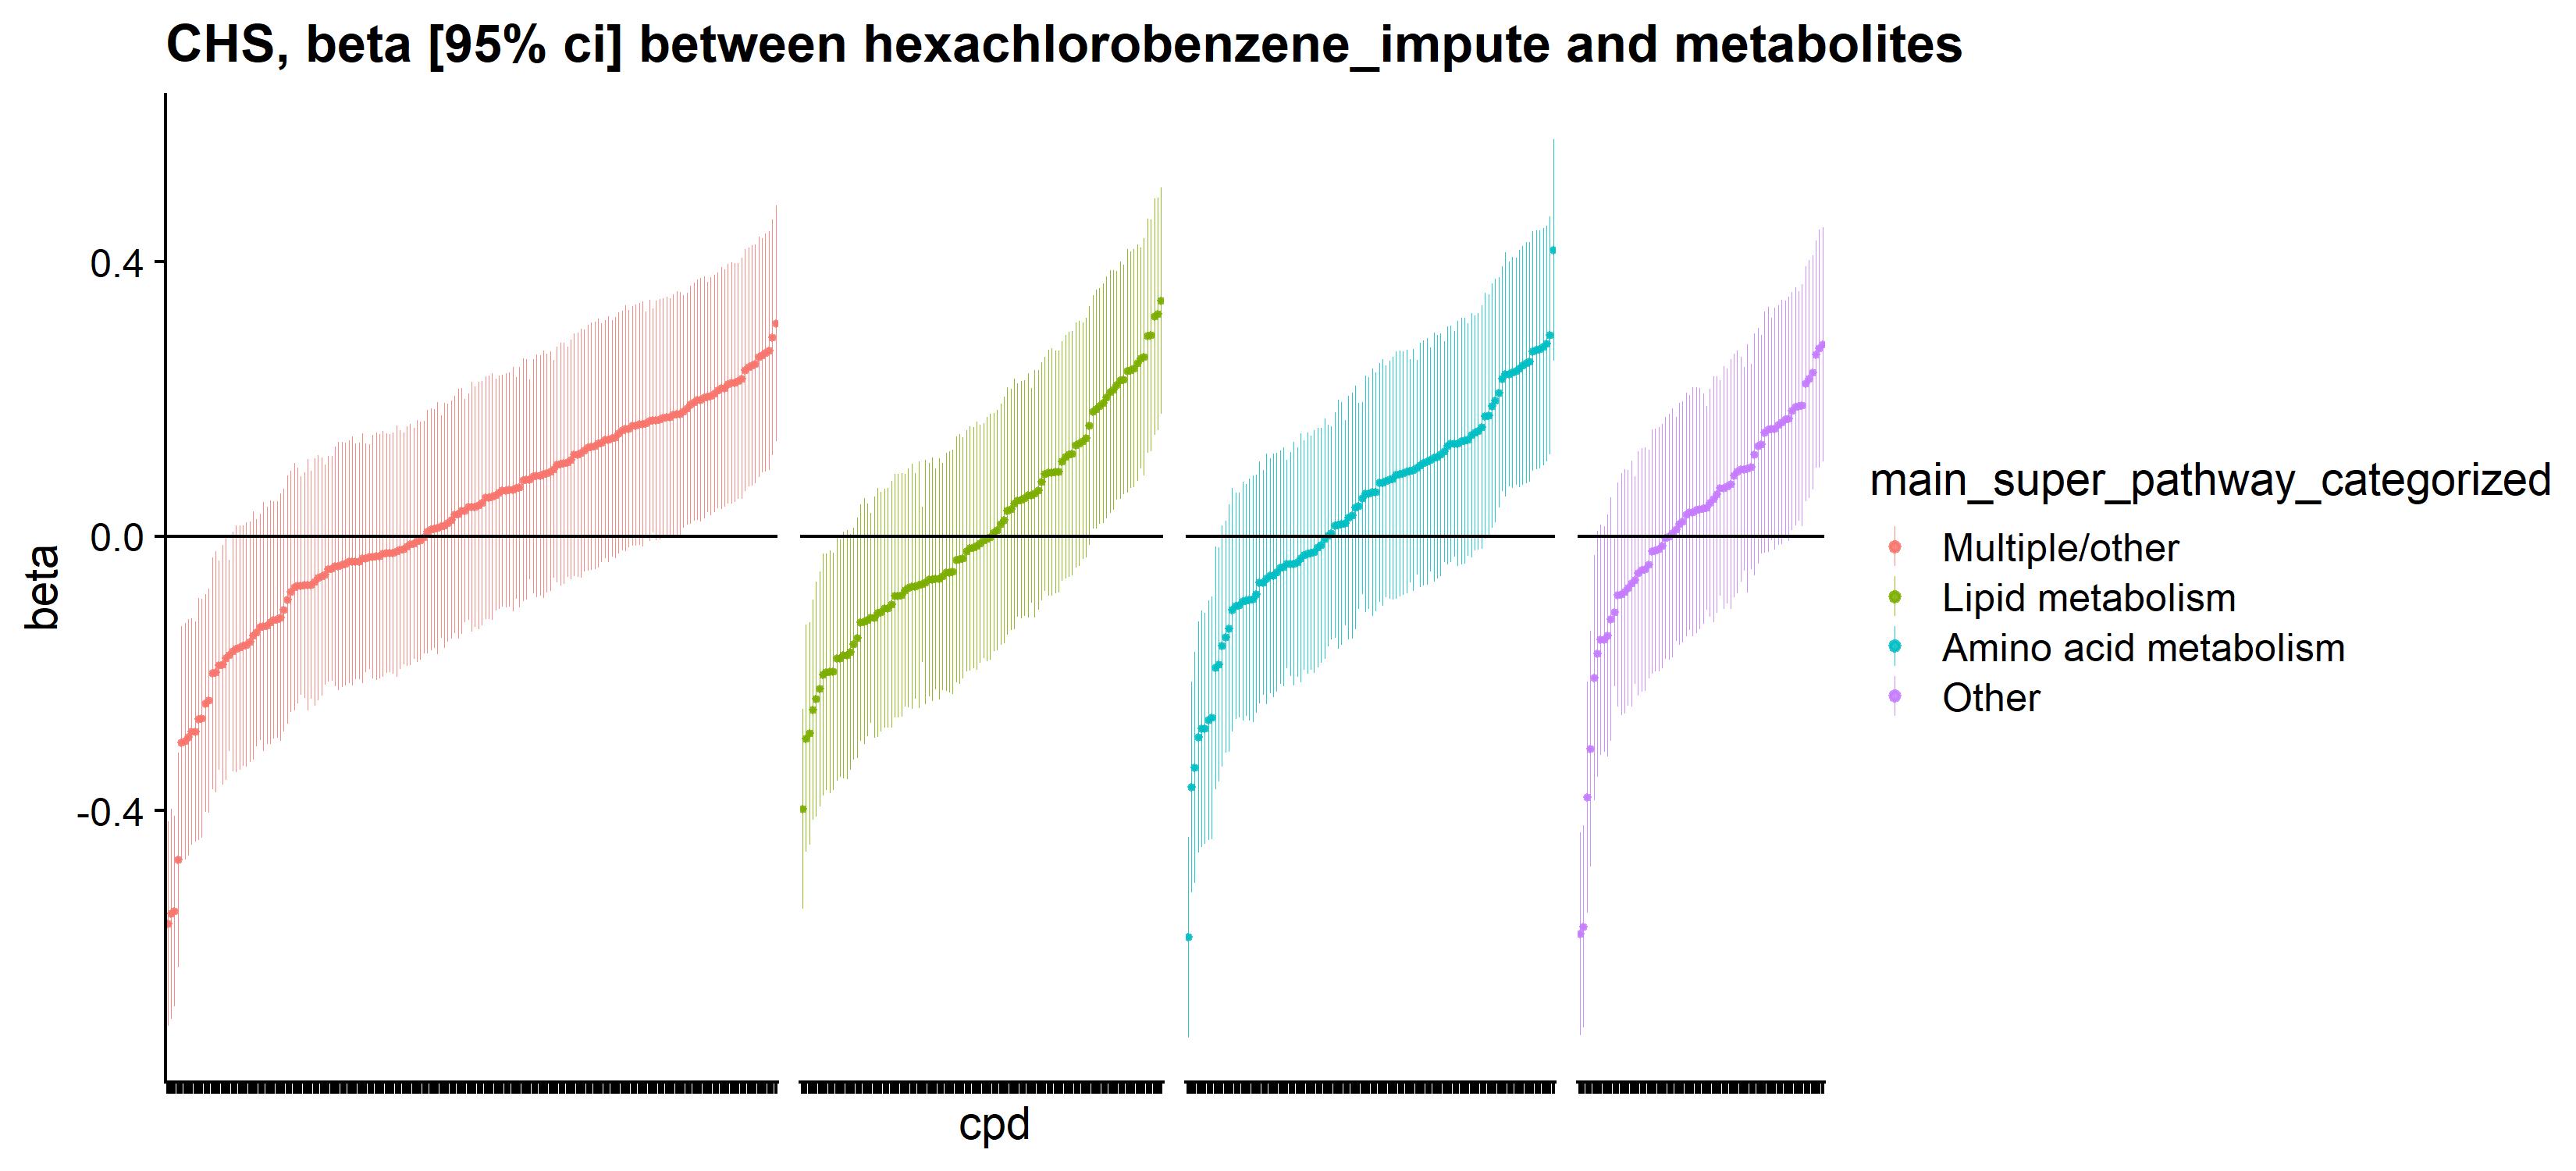 CHS, beta [95% ci] between hexachlorobenzene_impute and metabolites
0.4
0.0
-0.4
beta
cpd
main_super_pathway_categorized
Multiple/other
Lipid metabolism
Amino acid metabolism
Other